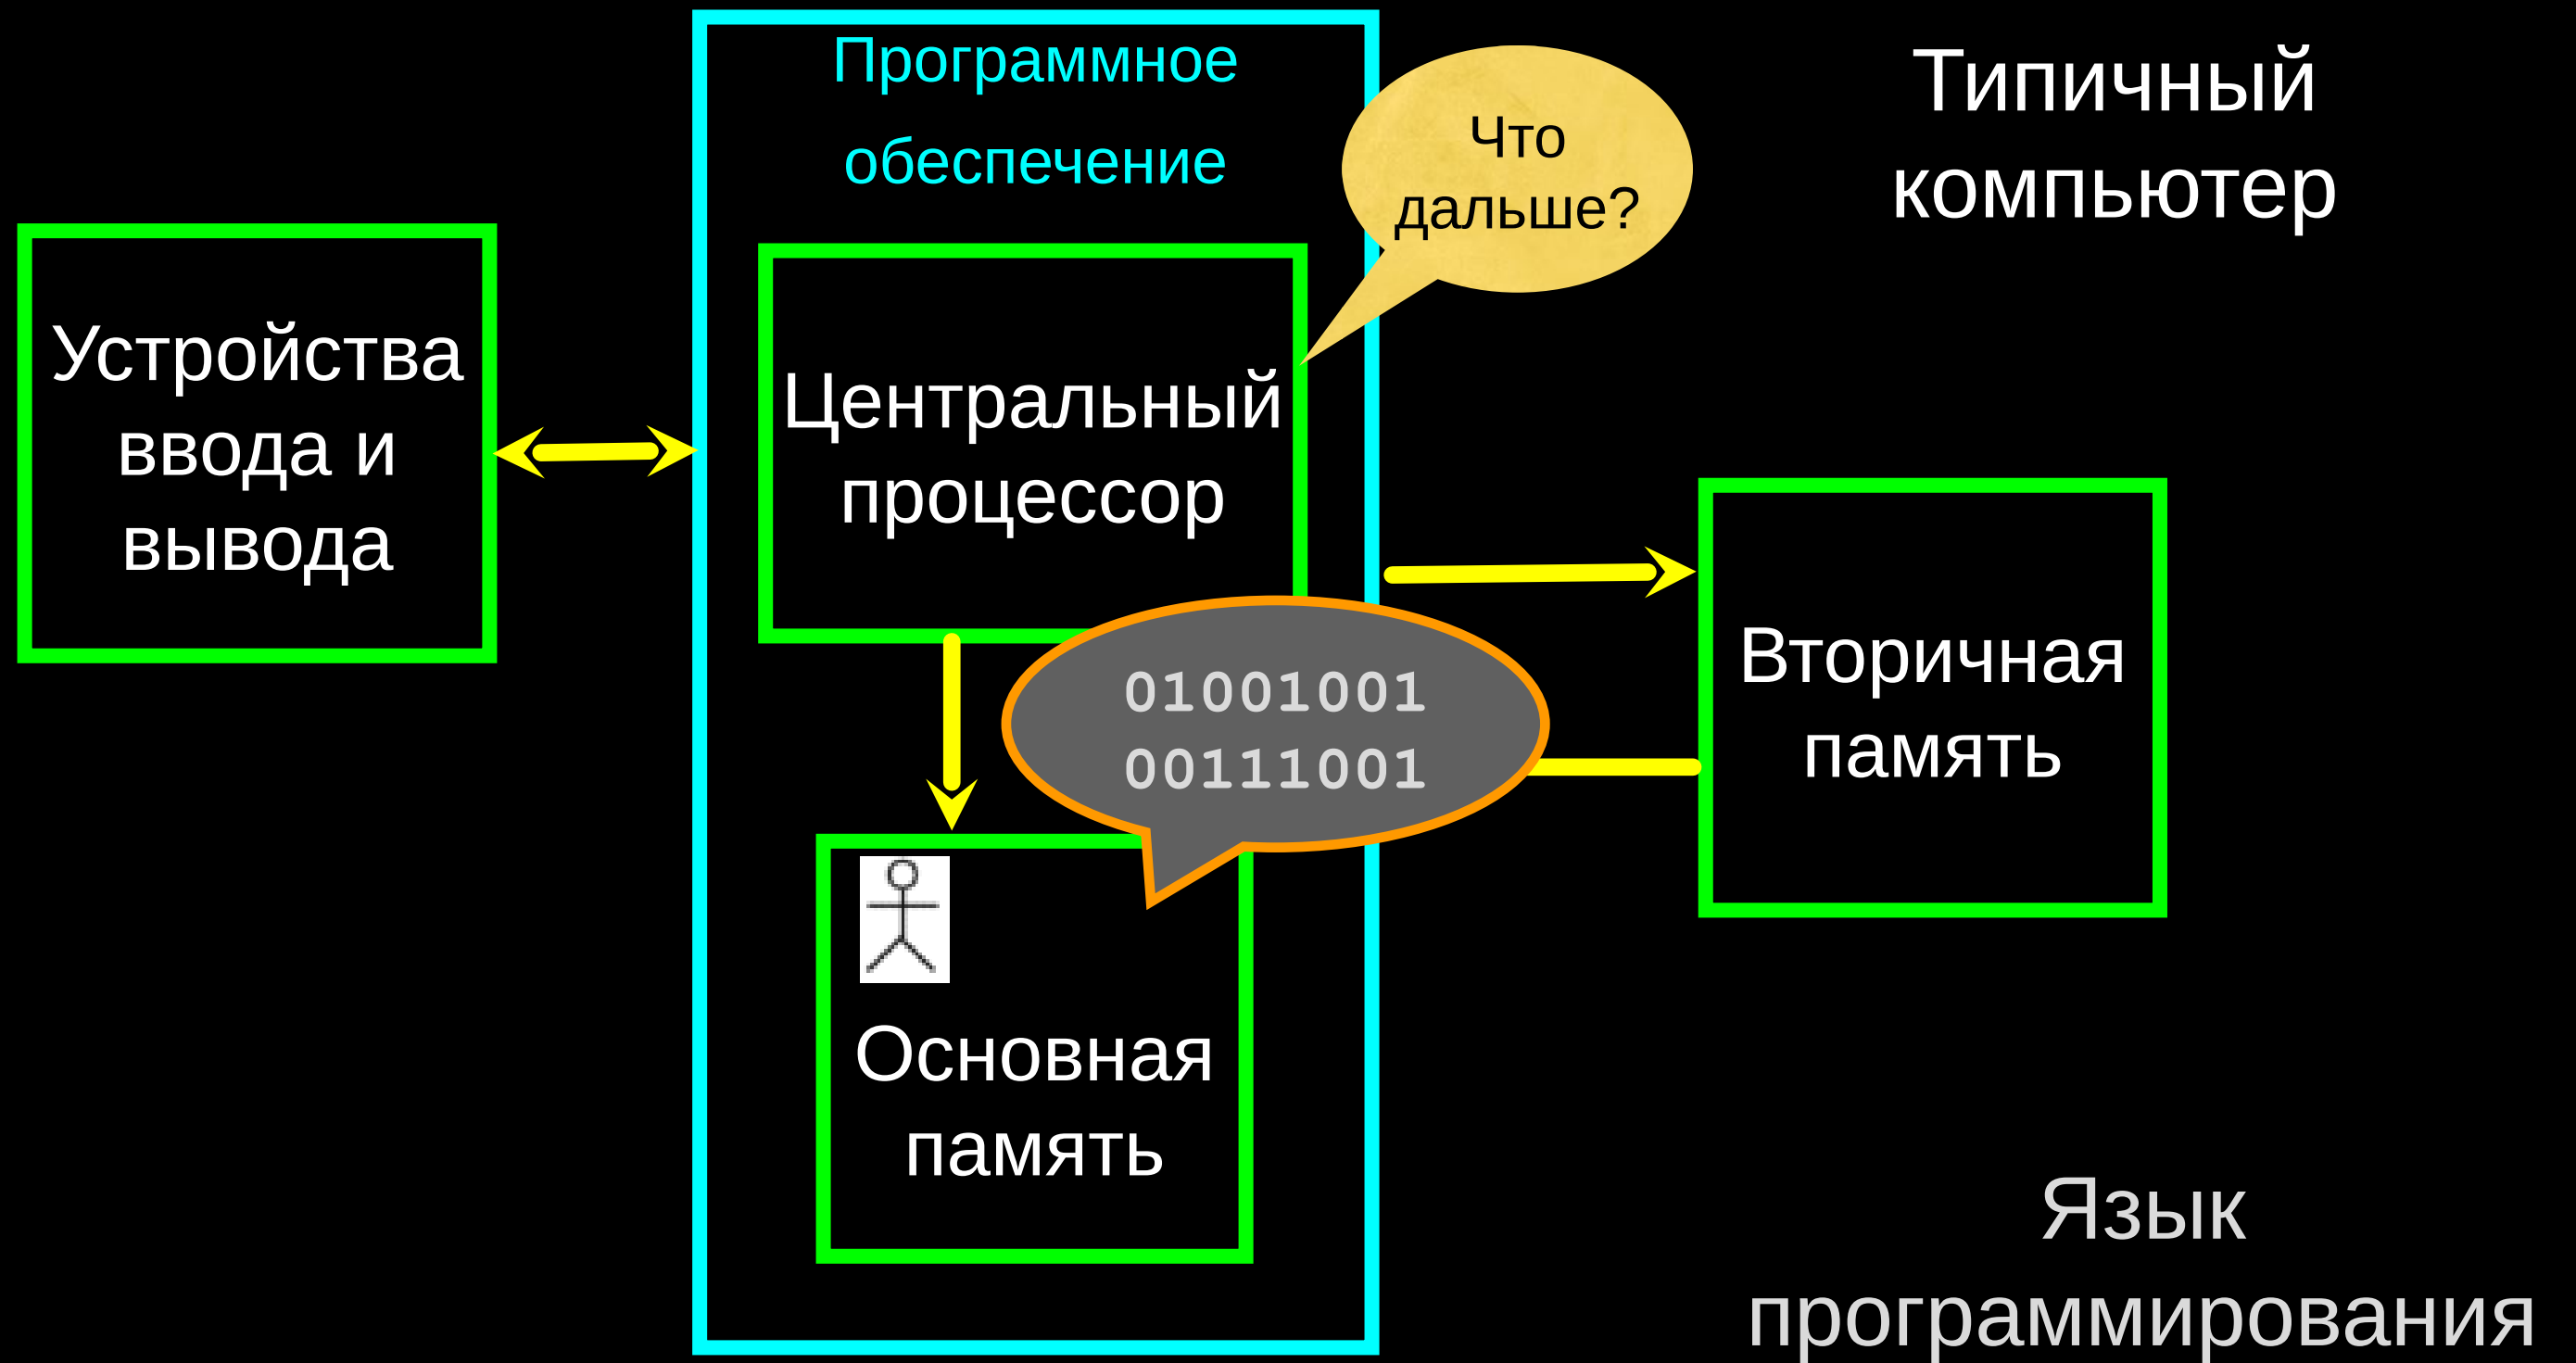 Программное
обеспечение
Что
дальше?
Типичный
компьютер
Устройства
ввода и
вывода
Центральный
процессор
01001001
00111001
Вторичная
память
Основная
память
Язык
программирования